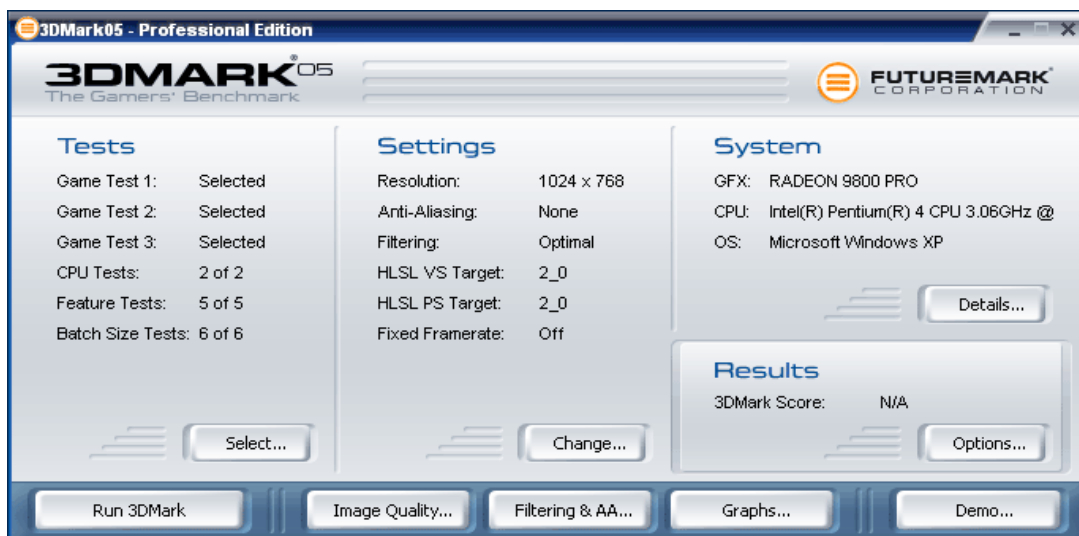 3DMark05 - Professional Edition
3DMARK®05
The Gamers' Benchmark
FUTUREMARK
CORPORATION
Tests
Game Test 1: Selected
Game Test 2: Selected
Game Test 3: Selected
CPU Tests: 2 of 2
Feature Tests: 5 of 5
Batch Size Tests: 6 of 6
Select...
Settings
Resolution: 1024 x 768
Anti-Aliasing: None
Filtering: Optimal
HLSL VS Target: 2_0
HLSL PS Target: 2_0
Fixed Framerate: Off
Change...
System
GFX: RADEON 9800 PRO
CPU: Intel(R) Pentium(R) 4 CPU 3.06GHz @
OS: Microsoft Windows XP
Details...
Results
3DMark Score: N/A
Options...
Run 3DMark
Image Quality...
Filtering & AA...
Graphs...
Demo...